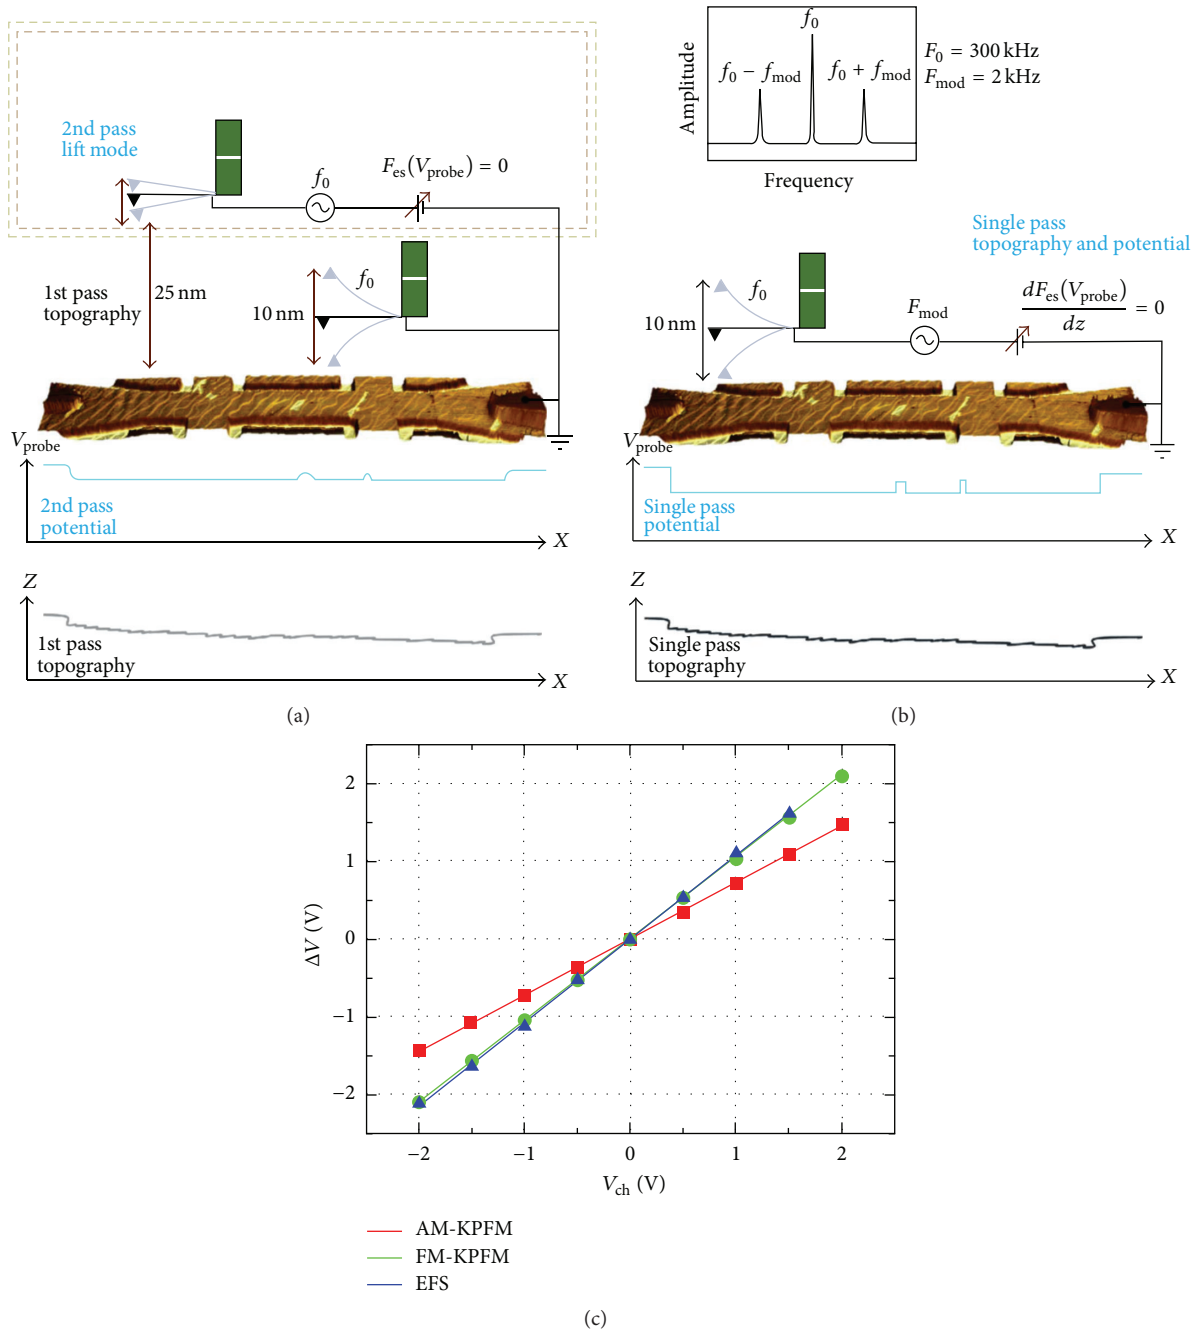 2nd pass
lift mode
f0
Fes(Vprobe) = 0
1st pass
topography
25 nm
10 nm
f0
Vprobe
2nd pass
potential
X
Z
1st pass
topography
X
(a)
Amplitude
f0
f0 − fmod
f0 + fmod
Frequency
F0 = 300 kHz
Fmod = 2 kHz
Single pass
topography and potential
10 nm
f0
Fmod
dFes(Vprobe)
dz
= 0
Vprobe
Single pass
potential
X
Z
Single pass
topography
X
(b)
ΔV (V)
2
1
0
−1
−2
−2 −1 0 1 2
Vch (V)
AM-KPFM
FM-KPFM
EFS
(c)